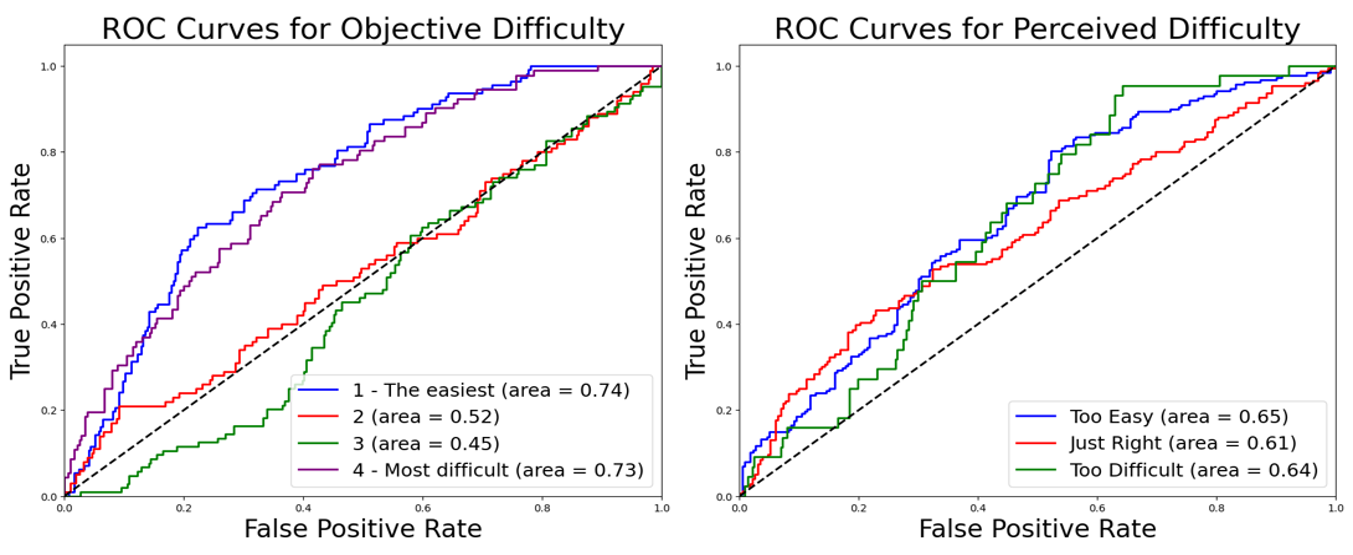 ROC Curves for Objective Difficulty
True Positive Rate
1.0
0.8
0.6
0.4
0.2
0.0
1 - The easiest (area = 0.74)
2 (area = 0.52)
3 (area = 0.45)
4 - Most difficult (area = 0.73)
0.0 0.2 0.4 0.6 0.8 1.0
False Positive Rate
ROC Curves for Perceived Difficulty
True Positive Rate
1.0
0.8
0.6
0.4
0.2
0.0
Too Easy (area = 0.65)
Just Right (area = 0.61)
Too Difficult (area = 0.64)
0.0 0.2 0.4 0.6 0.8 1.0
False Positive Rate